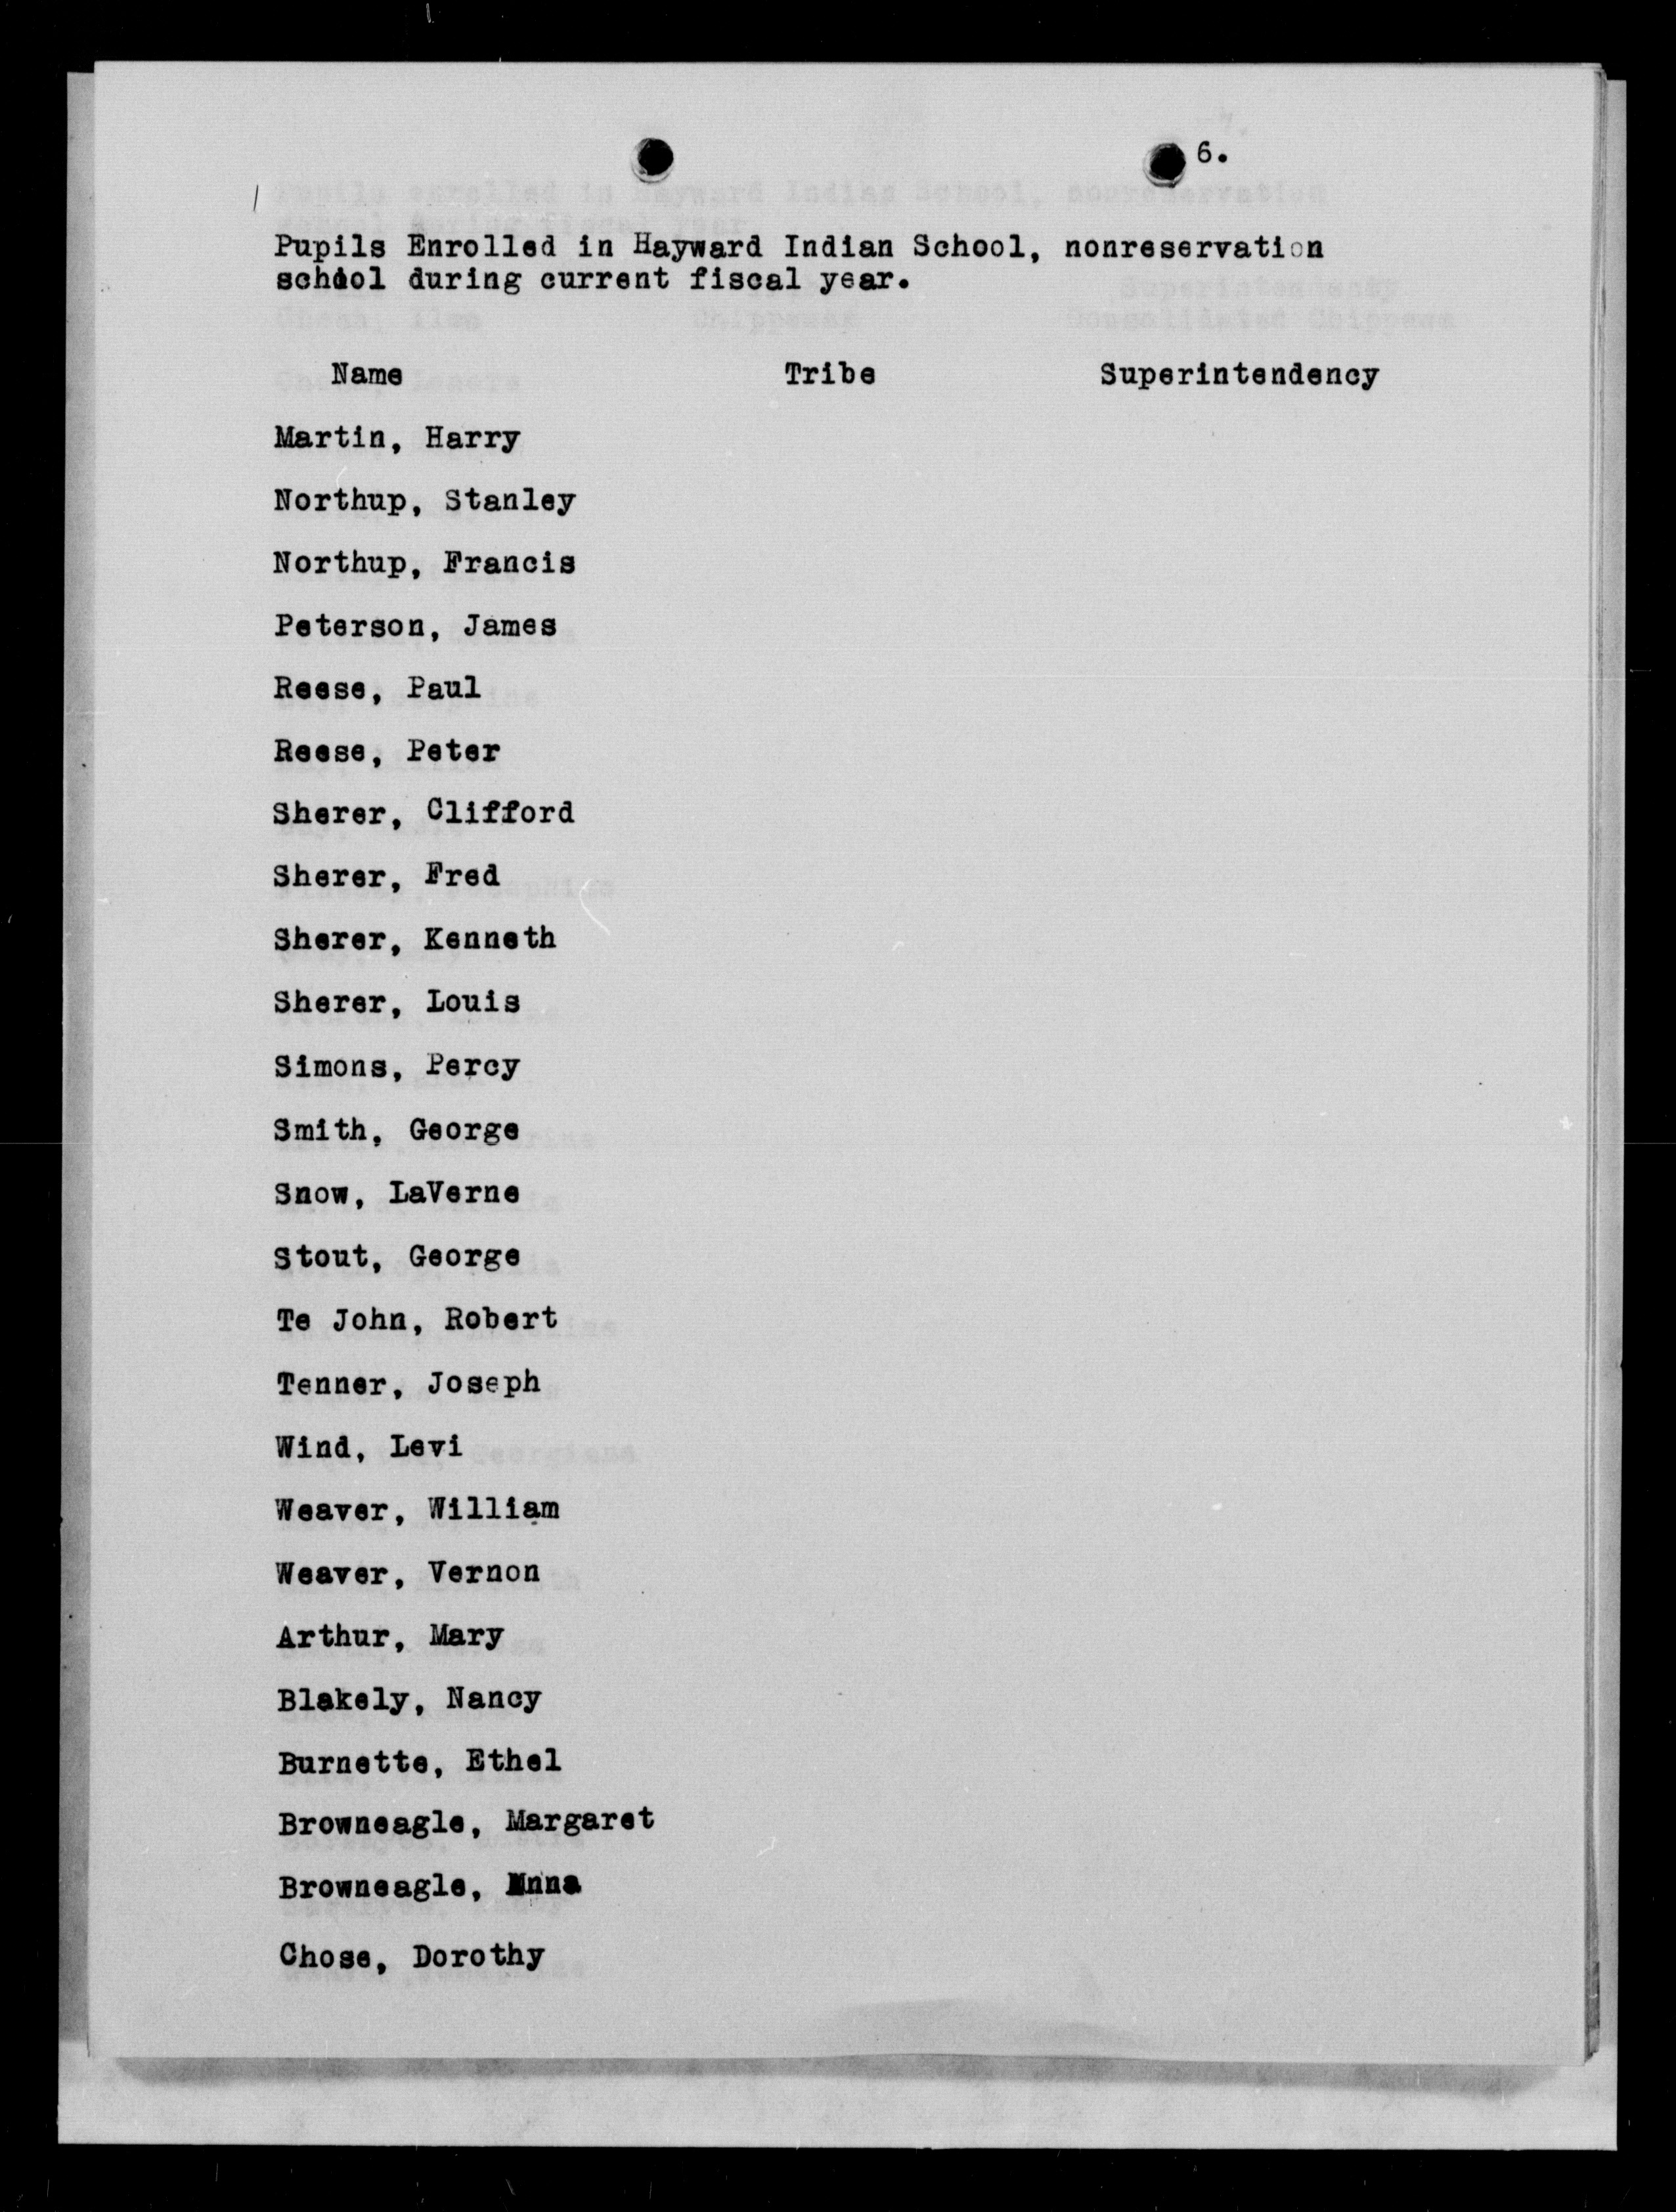 6.
Pupils Enrolled in Hayward Indian School, nonreservation
school during current fiscal year.
Name Tribe Superintendency
Martin, Harry
Northup, Stanley
Northup, Francis
Peterson, James
Reese, Paul
Reese, Peter
Sherer, Clifford
Sherer, Fred
Sherer, Kenneth
Sherer, Louis
Simons, Percy
Smith, George
Snow, LaVerne
Stout, George
Te John, Robert
Tenner, Joseph
Wind, Levi
Weaver, William
Weaver, Vernon
Arthur, Mary
Blakely, Nancy
Burnette, Ethel
Browneagle, Margaret
Browneagle,
Chose, Dorothy